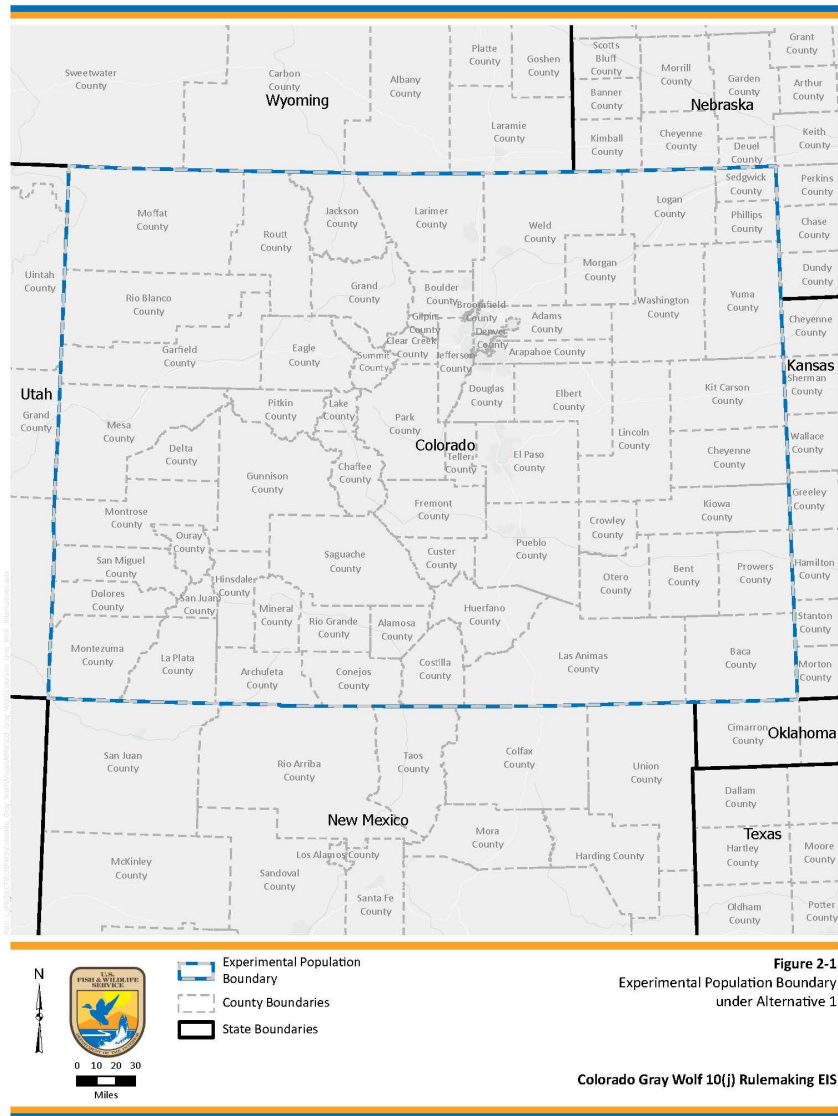 Sweetwater
County
Carbon
County
Wyoming
Albany
County
Platte
County
Goshen
County
Laramie
County
Scotts
Bluff
County
Morrill
County
Garden
County
Grant
County
Arthur
County
Banner
County
Nebraska
Kimball
County
Cheyenne
County
Deuel
County
Keith
County
Moffat
County
Routt
County
Jackson
County
Larimer
County
Weld
County
Logan
County
Sedgwick
County
Perkins
County
Phillips
County
Chase
County
Morgan
County
Dundy
County
Uintah
County
Rio Blanco
County
Grand
County
Boulder
County
Broomfield
County
Washington
County
Yuma
County
Cheyenne
County
Gilpin
County
Adams
County
Denver
County
Clear Creek
County
Garfield
County
Eagle
County
Summit
County
Jefferson
County
Arapahoe County
Kansas
Sherman
County
Utah
Grand
County
Pitkin
County
Lake
County
Park
County
Douglas
County
Elbert
County
Kit Carson
County
Mesa
County
Delta
County
Colorado
Teller
County
El Paso
County
Lincoln
County
Cheyenne
County
Wallace
County
Gunnison
County
Chaffee
County
Greeley
County
Montrose
County
Fremont
County
Kiowa
County
Crowley
County
Ouray
County
Pueblo
County
San Miguel
County
Saguache
County
Custer
County
Otero
County
Bent
County
Prowers
County
Hamilton
County
Dolores
County
San Juan
County
Hinsdale
County
Mineral
County
Rio Grande
County
Alamosa
County
Huerfano
County
Stanton
County
Montezuma
County
La Plata
County
Archuleta
County
Conejos
County
Costilla
County
Las Animas
County
Baca
County
Morton
County
San Juan
County
Rio Arriba
County
Taos
County
Colfax
County
Union
County
Cimarron
County
Oklahoma
Dallam
County
New Mexico
Mora
County
Texas
McKinley
County
Los Alamos County
Sandoval
County
Harding County
Hartley
County
Moore
County
Santa Fe
County
Oldham
County
Potter
County
N
U.S.
FISH & WILDLIFE
SERVICE
DEPARTMENT OF THE INTERIOR
0 10 20 30
Miles
Experimental Population
Boundary
County Boundaries
State Boundaries
Figure 2-1
Experimental Population Boundary
under Alternative 1
Colorado Gray Wolf 10(j) Rulemaking EIS